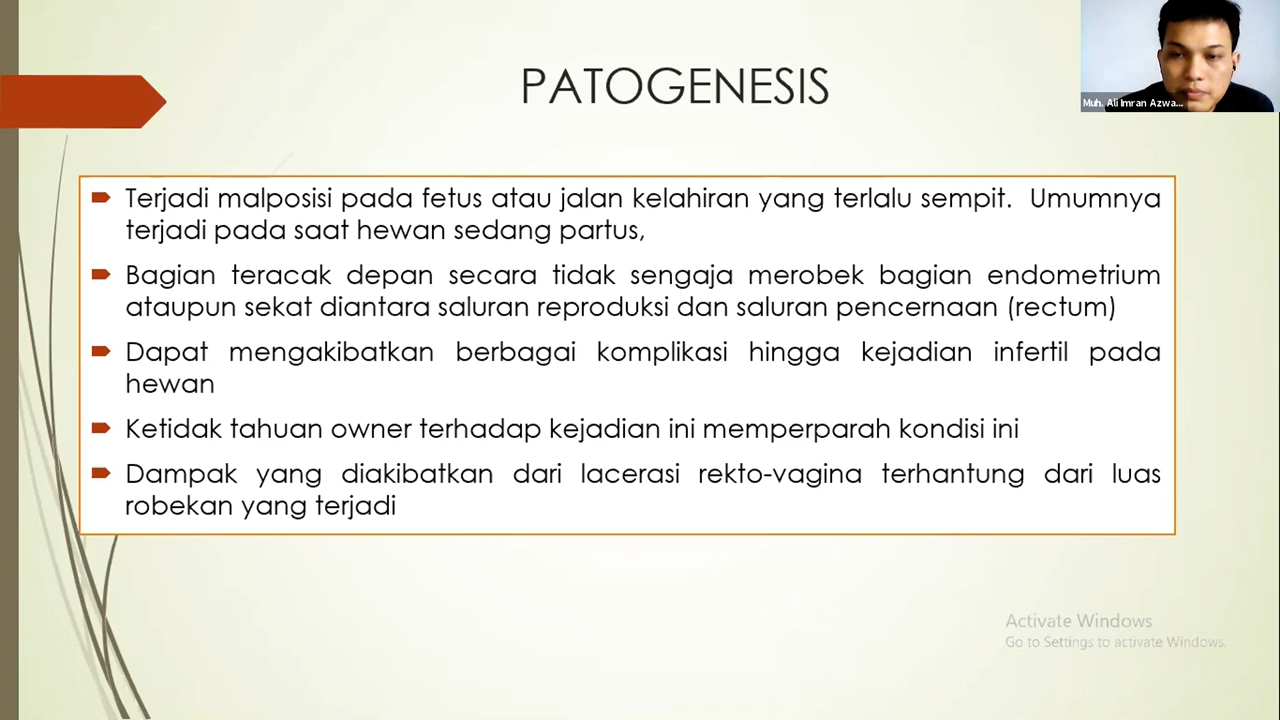 PATOGENESIS
Muh. Ali Imran Azwa...
Terjadi malposisi pada fetus atau jalan kelahiran yang terlalu sempit. Umumnya
terjadi pada saat hewan sedang partus,
Bagian teracak depan secara tidak sengaja merobek bagian endometrium
ataupun sekat diantara saluran reproduksi dan saluran pencernaan (rectum)
Dapat mengakibatkan berbagai komplikasi hingga kejadian infertil pada
hewan
Ketidak tahuan owner terhadap kejadian ini memperparah kondisi ini
Dampak yang diakibatkan dari lacerasi rekto-vagina terhantung dari luas
robekan yang terjadi
Activate Windows
Go to Settings to activate Windows.